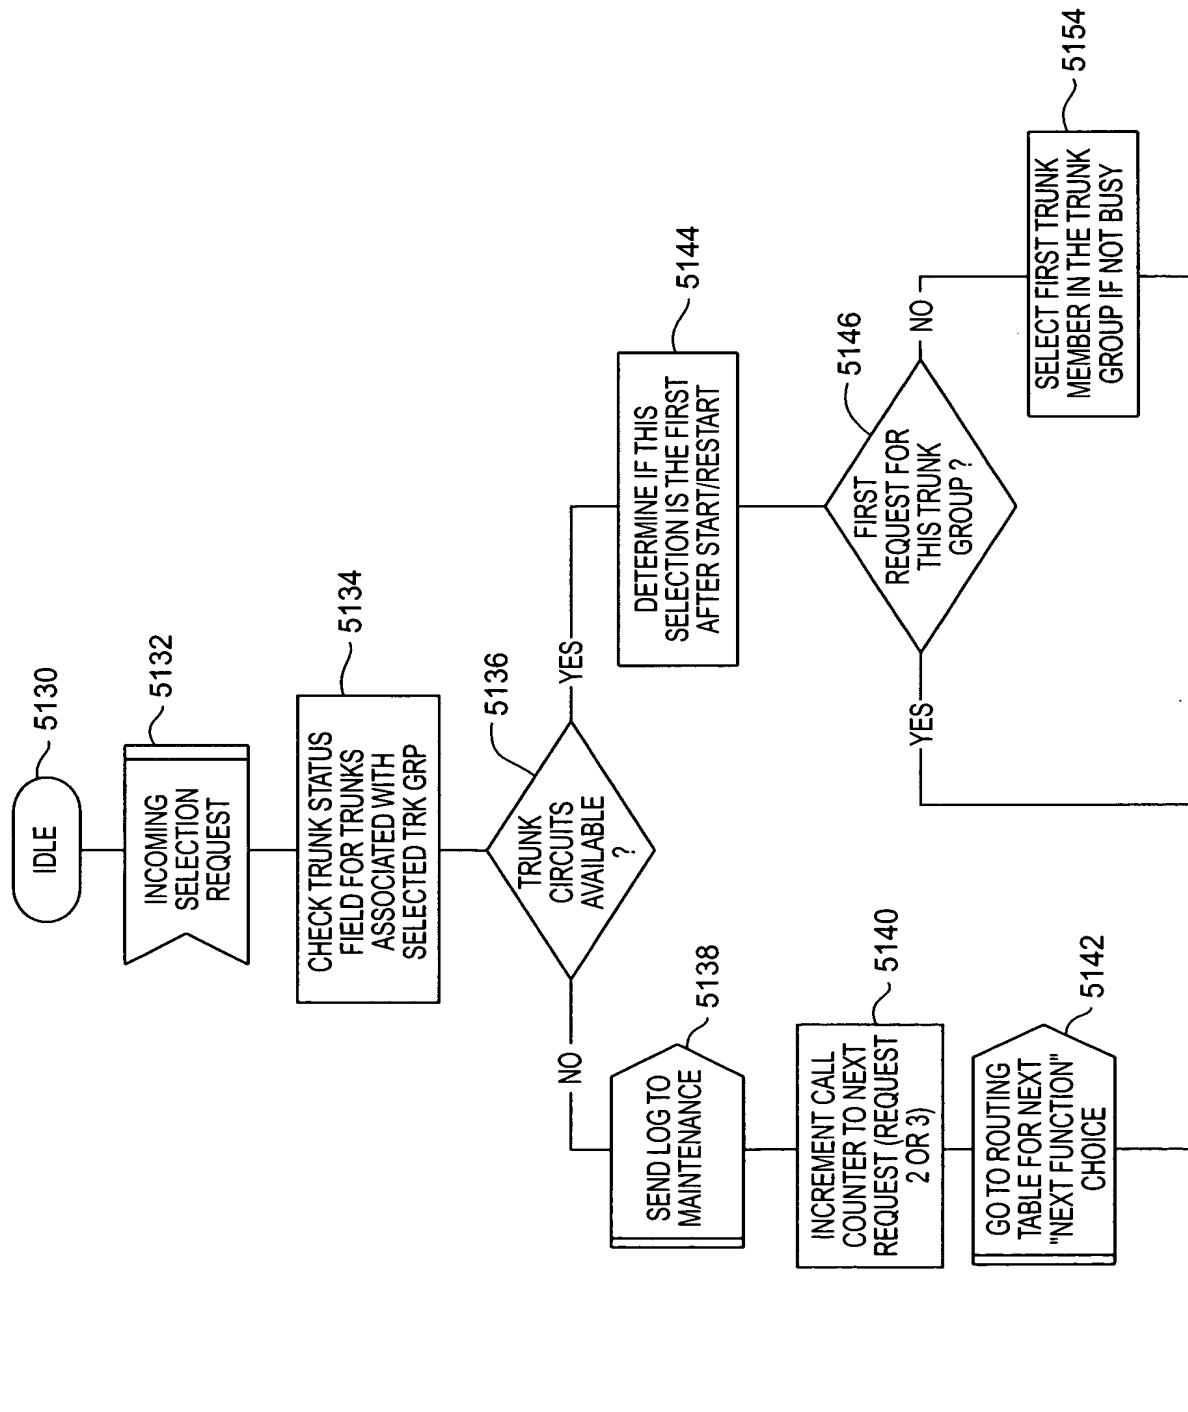 IDLE
5130
INCOMING
SELECTION
REQUEST
5132
CHECK TRUNK STATUS
FIELD FOR TRUNKS
ASSOCIATED WITH
SELECTED TRK GRP
5134
TRUNK
CIRCUITS
AVAILABLE
?
5136
NO
YES
SEND LOG TO
MAINTENANCE
5138
INCREMENT CALL
COUNTER TO NEXT
REQUEST (REQUEST
2 OR 3)
5140
GO TO ROUTING
TABLE FOR NEXT
"NEXT FUNCTION"
CHOICE
5142
DETERMINE IF THIS
SELECTION IS THE FIRST
AFTER START/RESTART
5144
FIRST
REQUEST FOR
THIS TRUNK
GROUP ?
5146
YES
NO
SELECT FIRST TRUNK
MEMBER IN THE TRUNK
GROUP IF NOT BUSY
5154